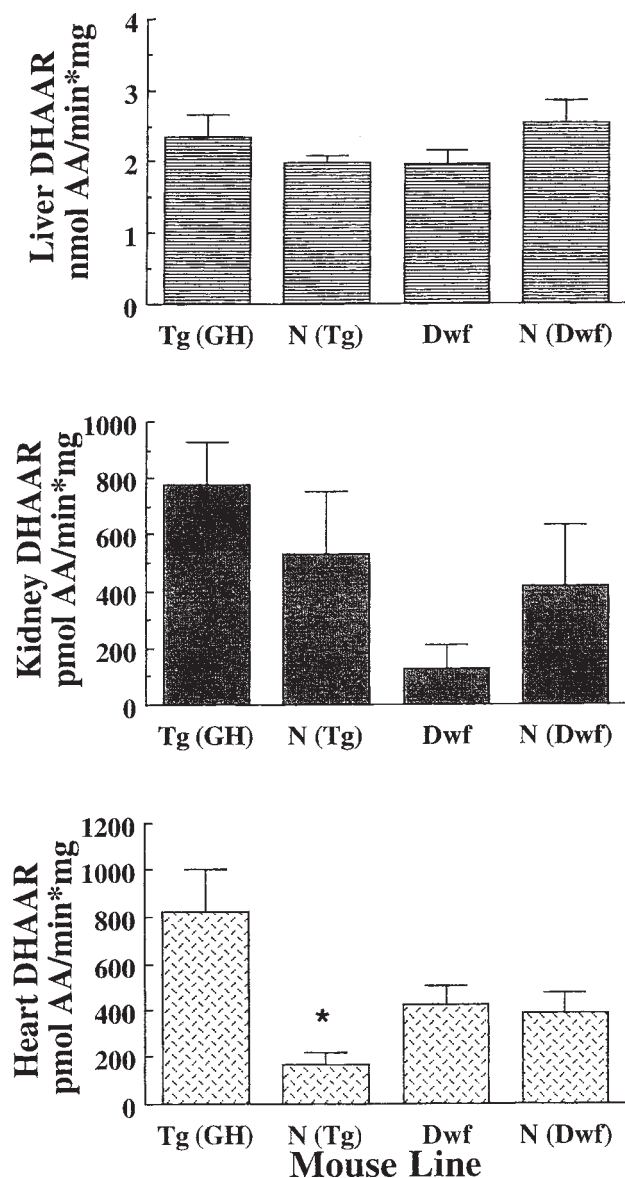 Liver DHAAR
nmol AA/min*mg
4
3
2
1
0
Tg (GH) N (Tg) Dwf N (Dwf)
Kidney DHAAR
pmol AA/min*mg
1000
800
600
400
200
0
Tg (GH) N (Tg) Dwf N (Dwf)
Heart DHAAR
pmol AA/min*mg
1200
1000
800
600
400
200
0
*
Tg (GH) N (Tg) Dwf N (Dwf)
Mouse Line